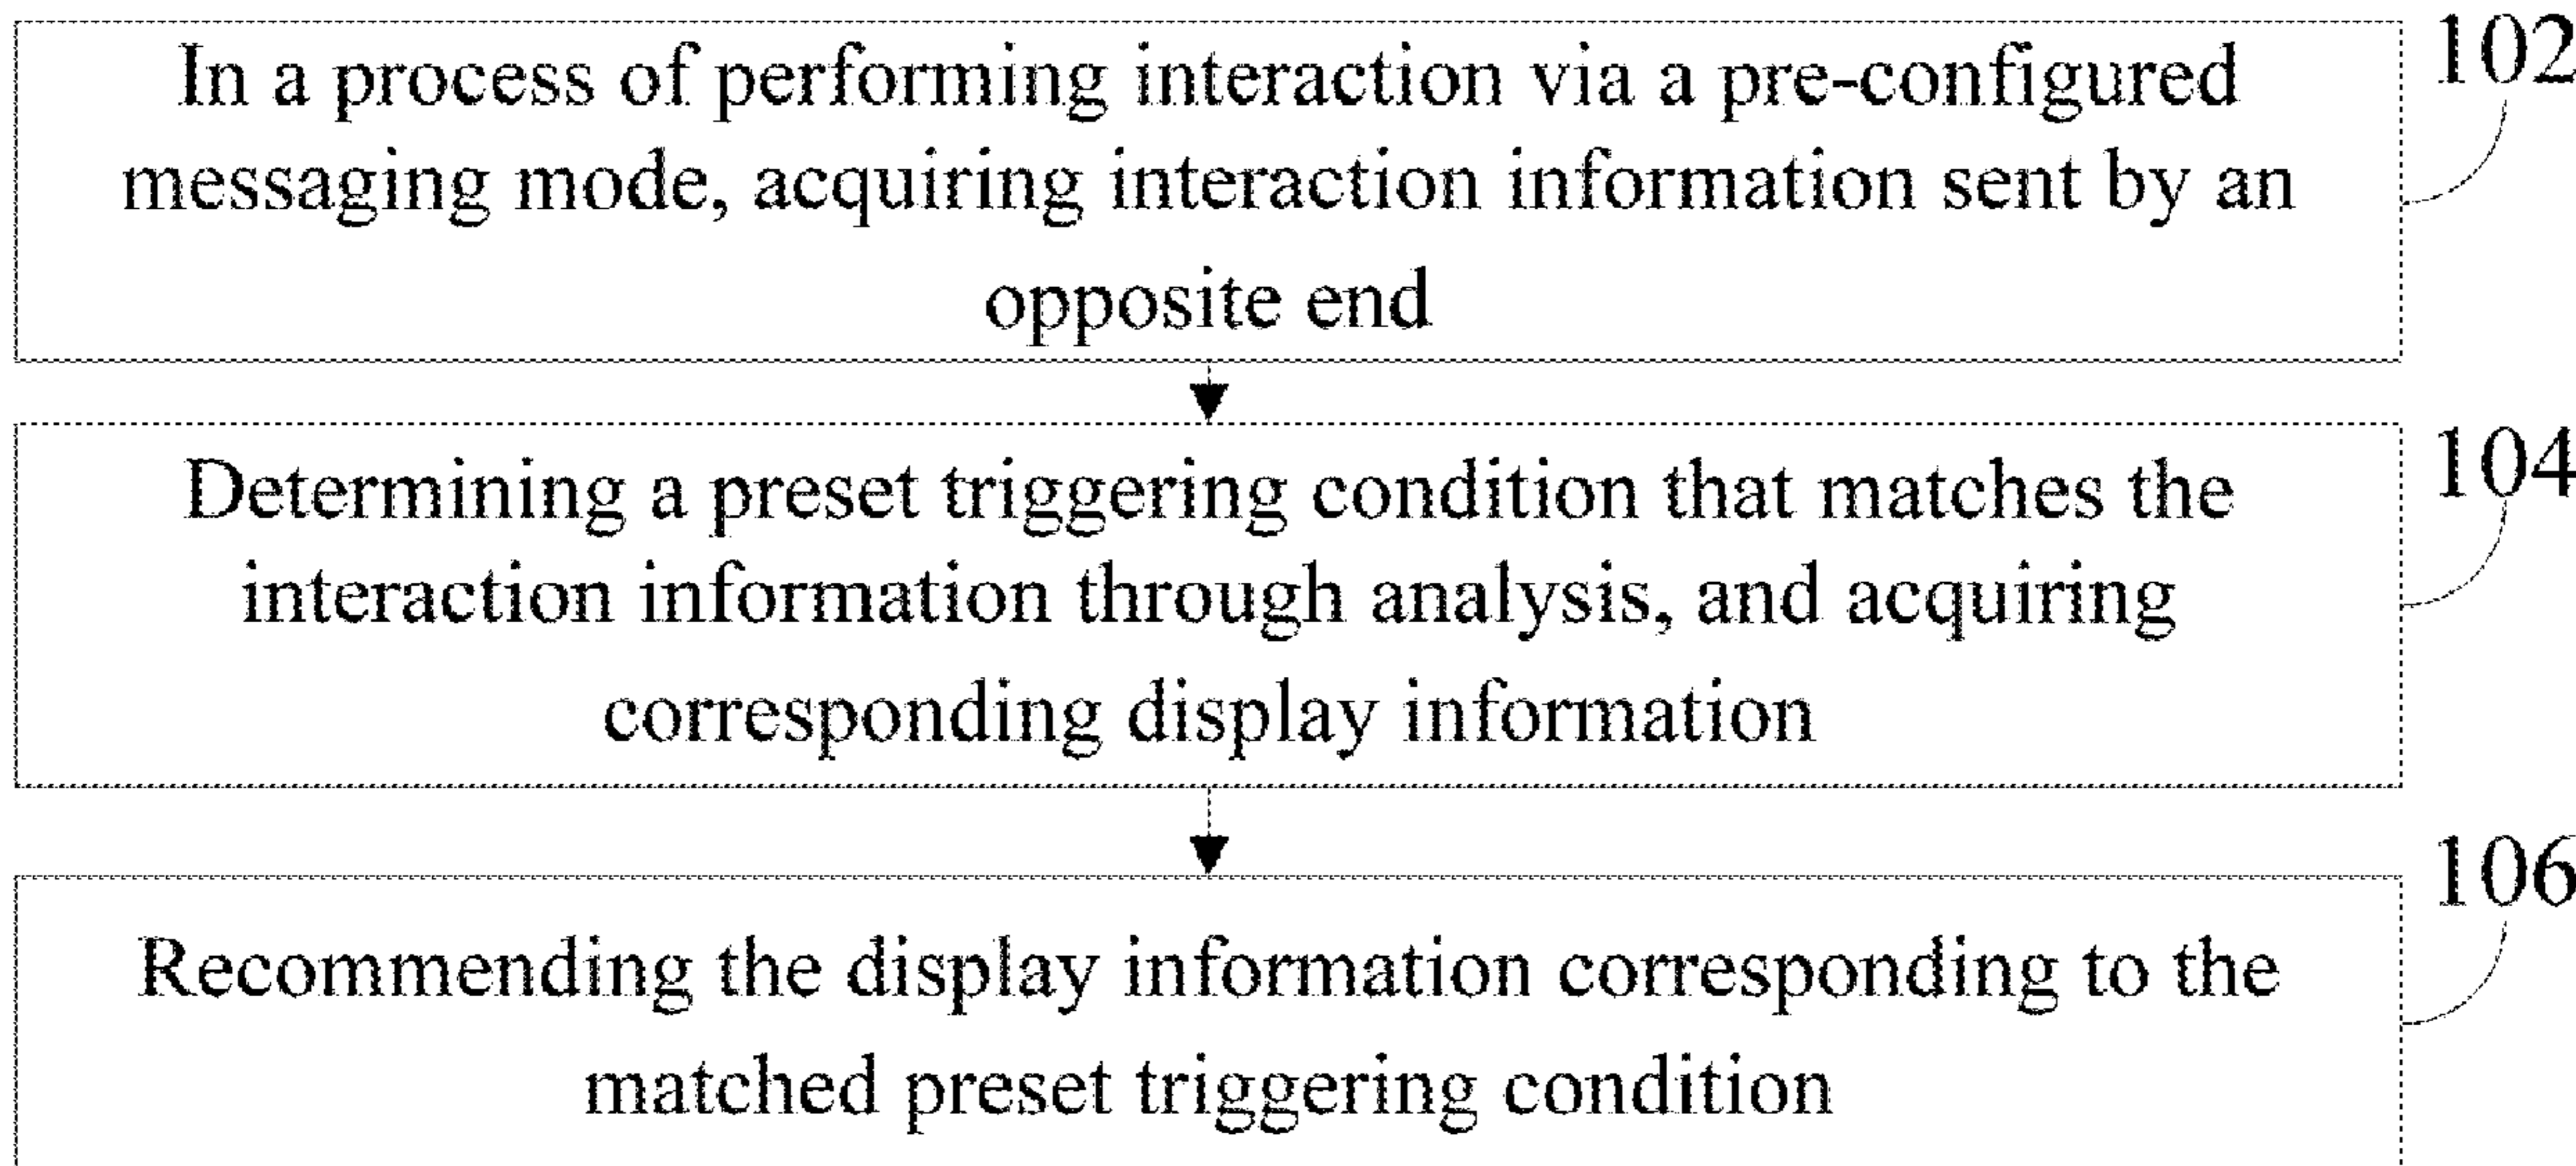 In a process of performing interaction via a pre-configured
messaging mode, acquiring interaction information sent by an
opposite end
102
Determining a preset triggering condition that matches the
interaction information through analysis, and acquiring
corresponding display information
104
Recommending the display information corresponding to the
matched preset triggering condition
106